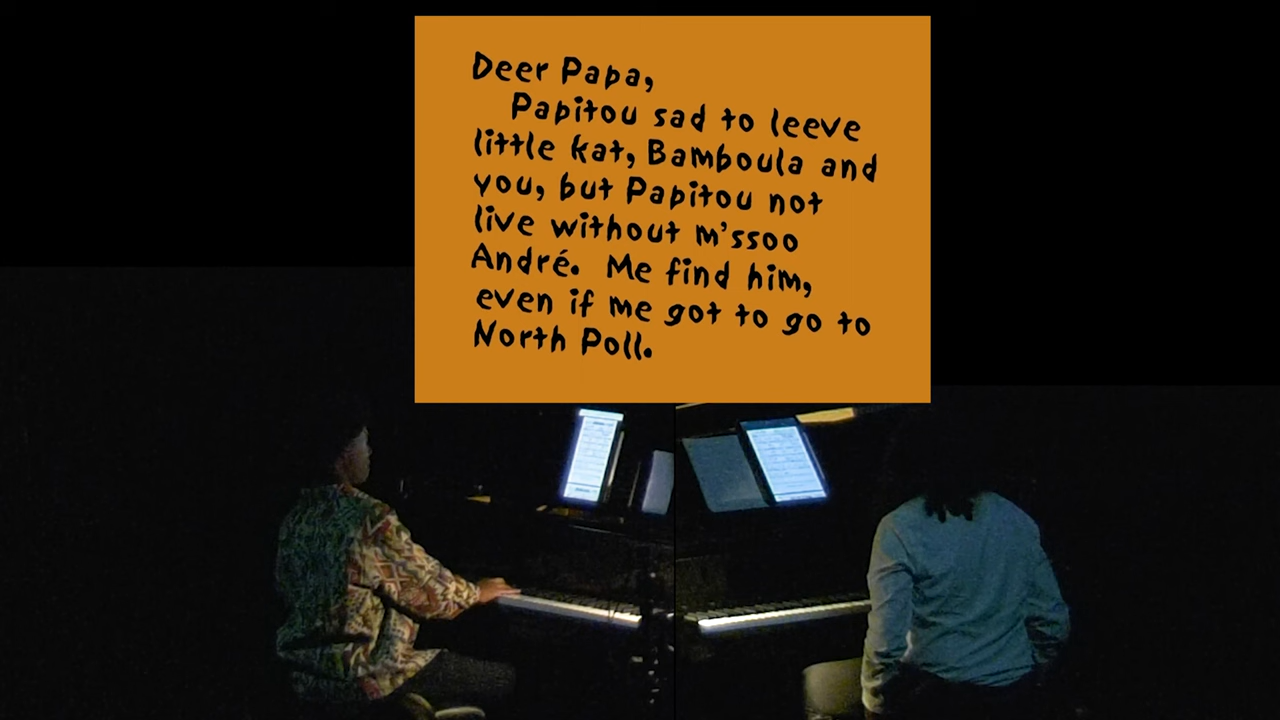 Deer Papa,
Papitou sad to leeve
little kat, Bamboula and
you, but Papitou not
live without m'ssoo
André. Me find him,
even if me got to go to
North Poll.